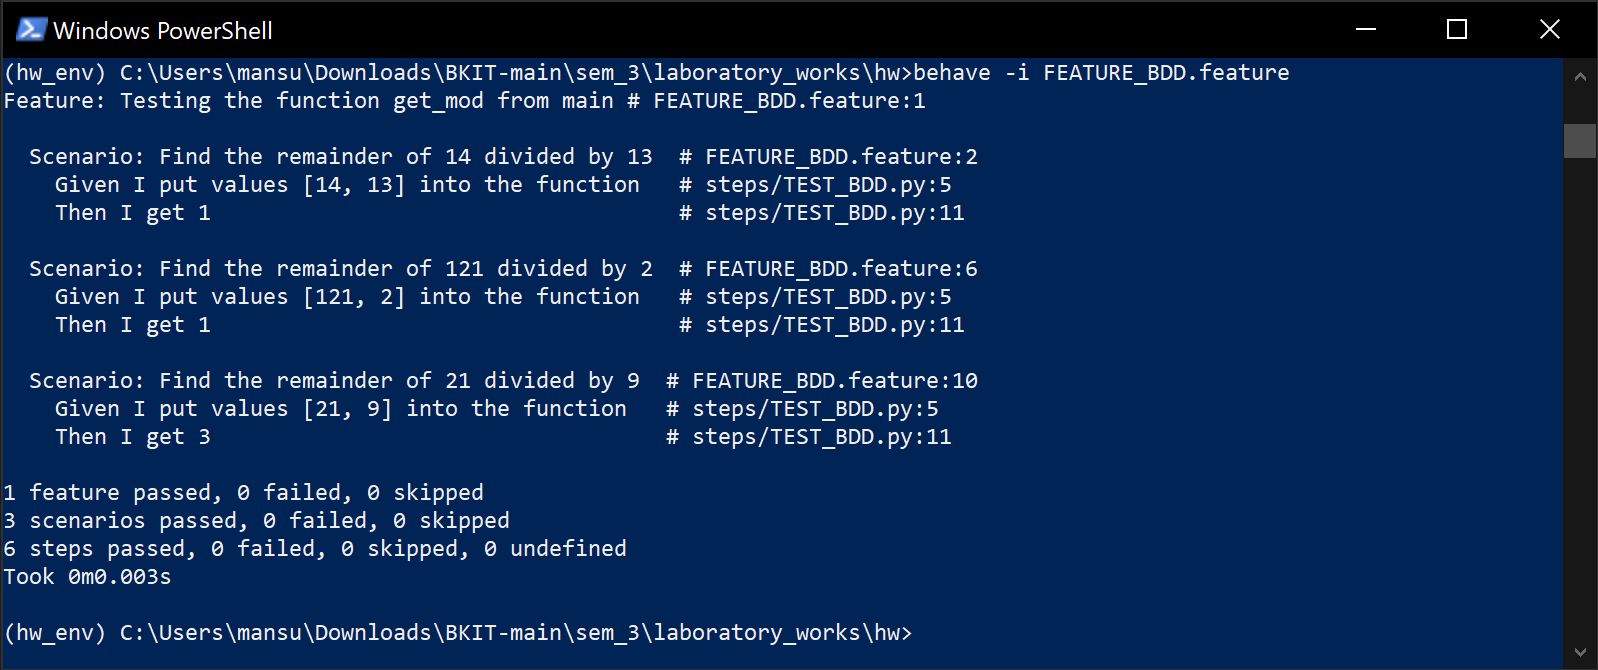 Windows PowerShell
(hw_env) C:\Users\mansu\Downloads\BKIT-main\sem_3\laboratory_works\hw>behave -i FEATURE_BDD.feature
Feature: Testing the function get_mod from main # FEATURE_BDD.feature:1
  Scenario: Find the remainder of 14 divided by 13  # FEATURE_BDD.feature:2
    Given I put values [14, 13] into the function   # steps/TEST_BDD.py:5
    Then I get 1                                    # steps/TEST_BDD.py:11
  Scenario: Find the remainder of 121 divided by 2  # FEATURE_BDD.feature:6
    Given I put values [121, 2] into the function   # steps/TEST_BDD.py:5
    Then I get 1                                    # steps/TEST_BDD.py:11
  Scenario: Find the remainder of 21 divided by 9  # FEATURE_BDD.feature:10
    Given I put values [21, 9] into the function   # steps/TEST_BDD.py:5
    Then I get 3                                   # steps/TEST_BDD.py:11
1 feature passed, 0 failed, 0 skipped
3 scenarios passed, 0 failed, 0 skipped
6 steps passed, 0 failed, 0 skipped, 0 undefined
Took 0m0.003s
(hw_env) C:\Users\mansu\Downloads\BKIT-main\sem_3\laboratory_works\hw>